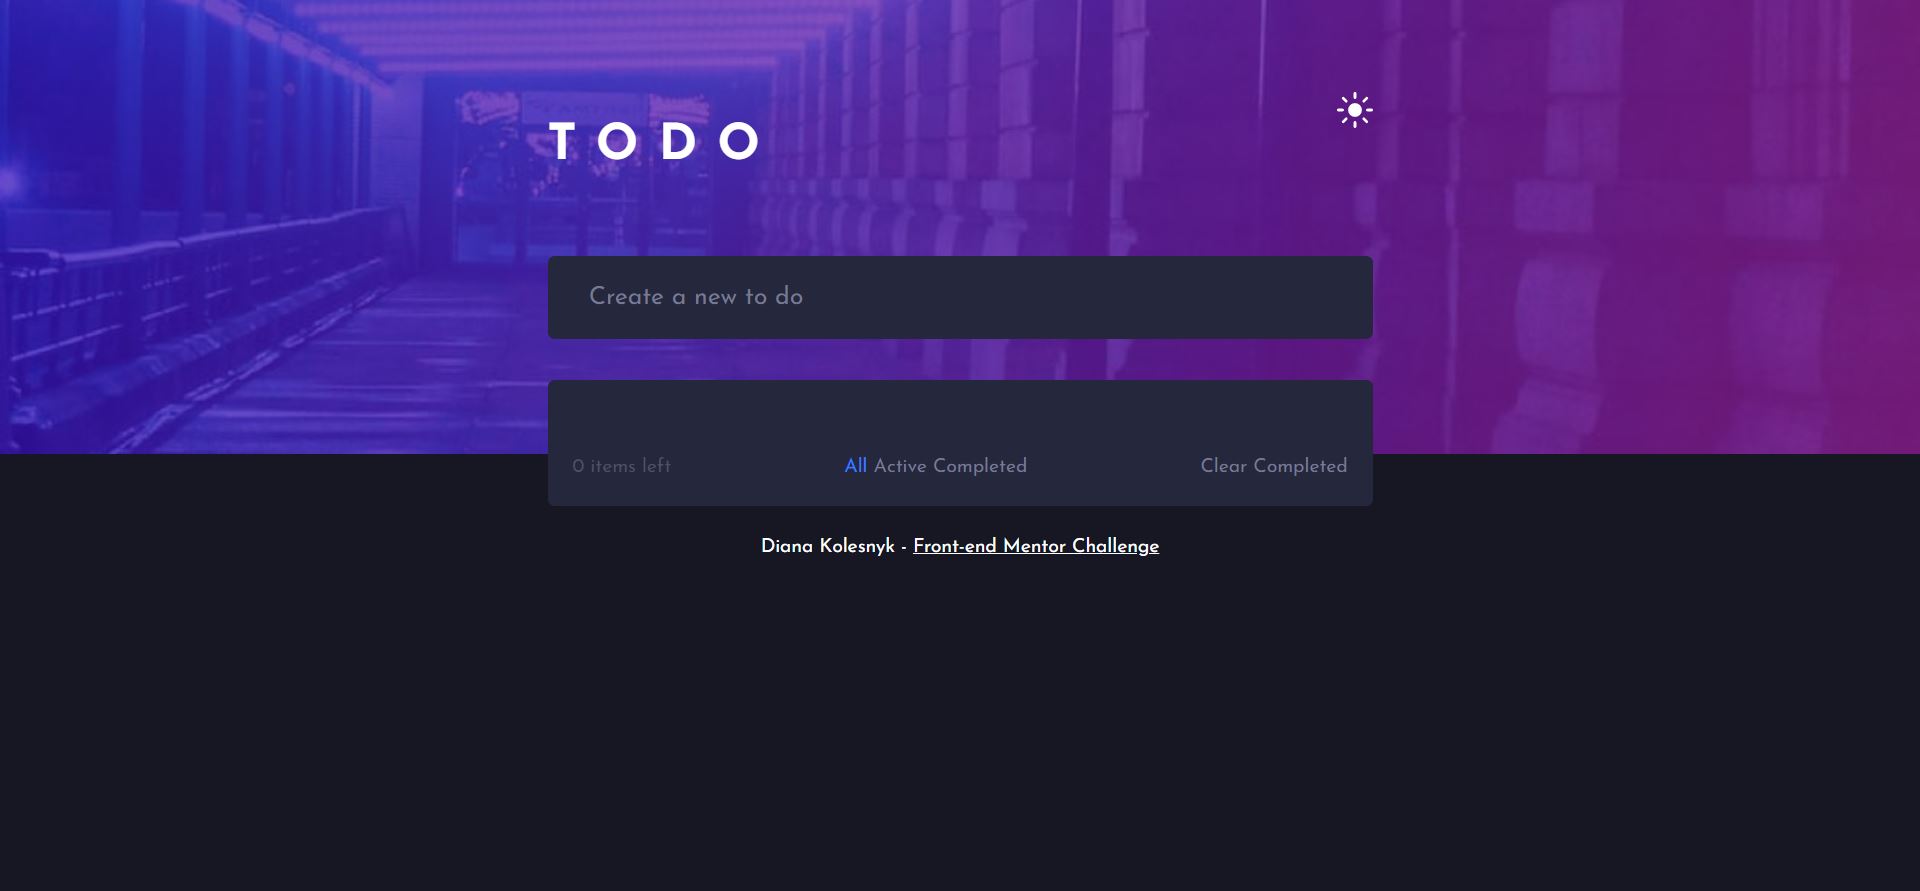 TODO
Create a new to do
0 items left
All Active Completed
Clear Completed
Diana Kolesnyk - Front-end Mentor Challenge